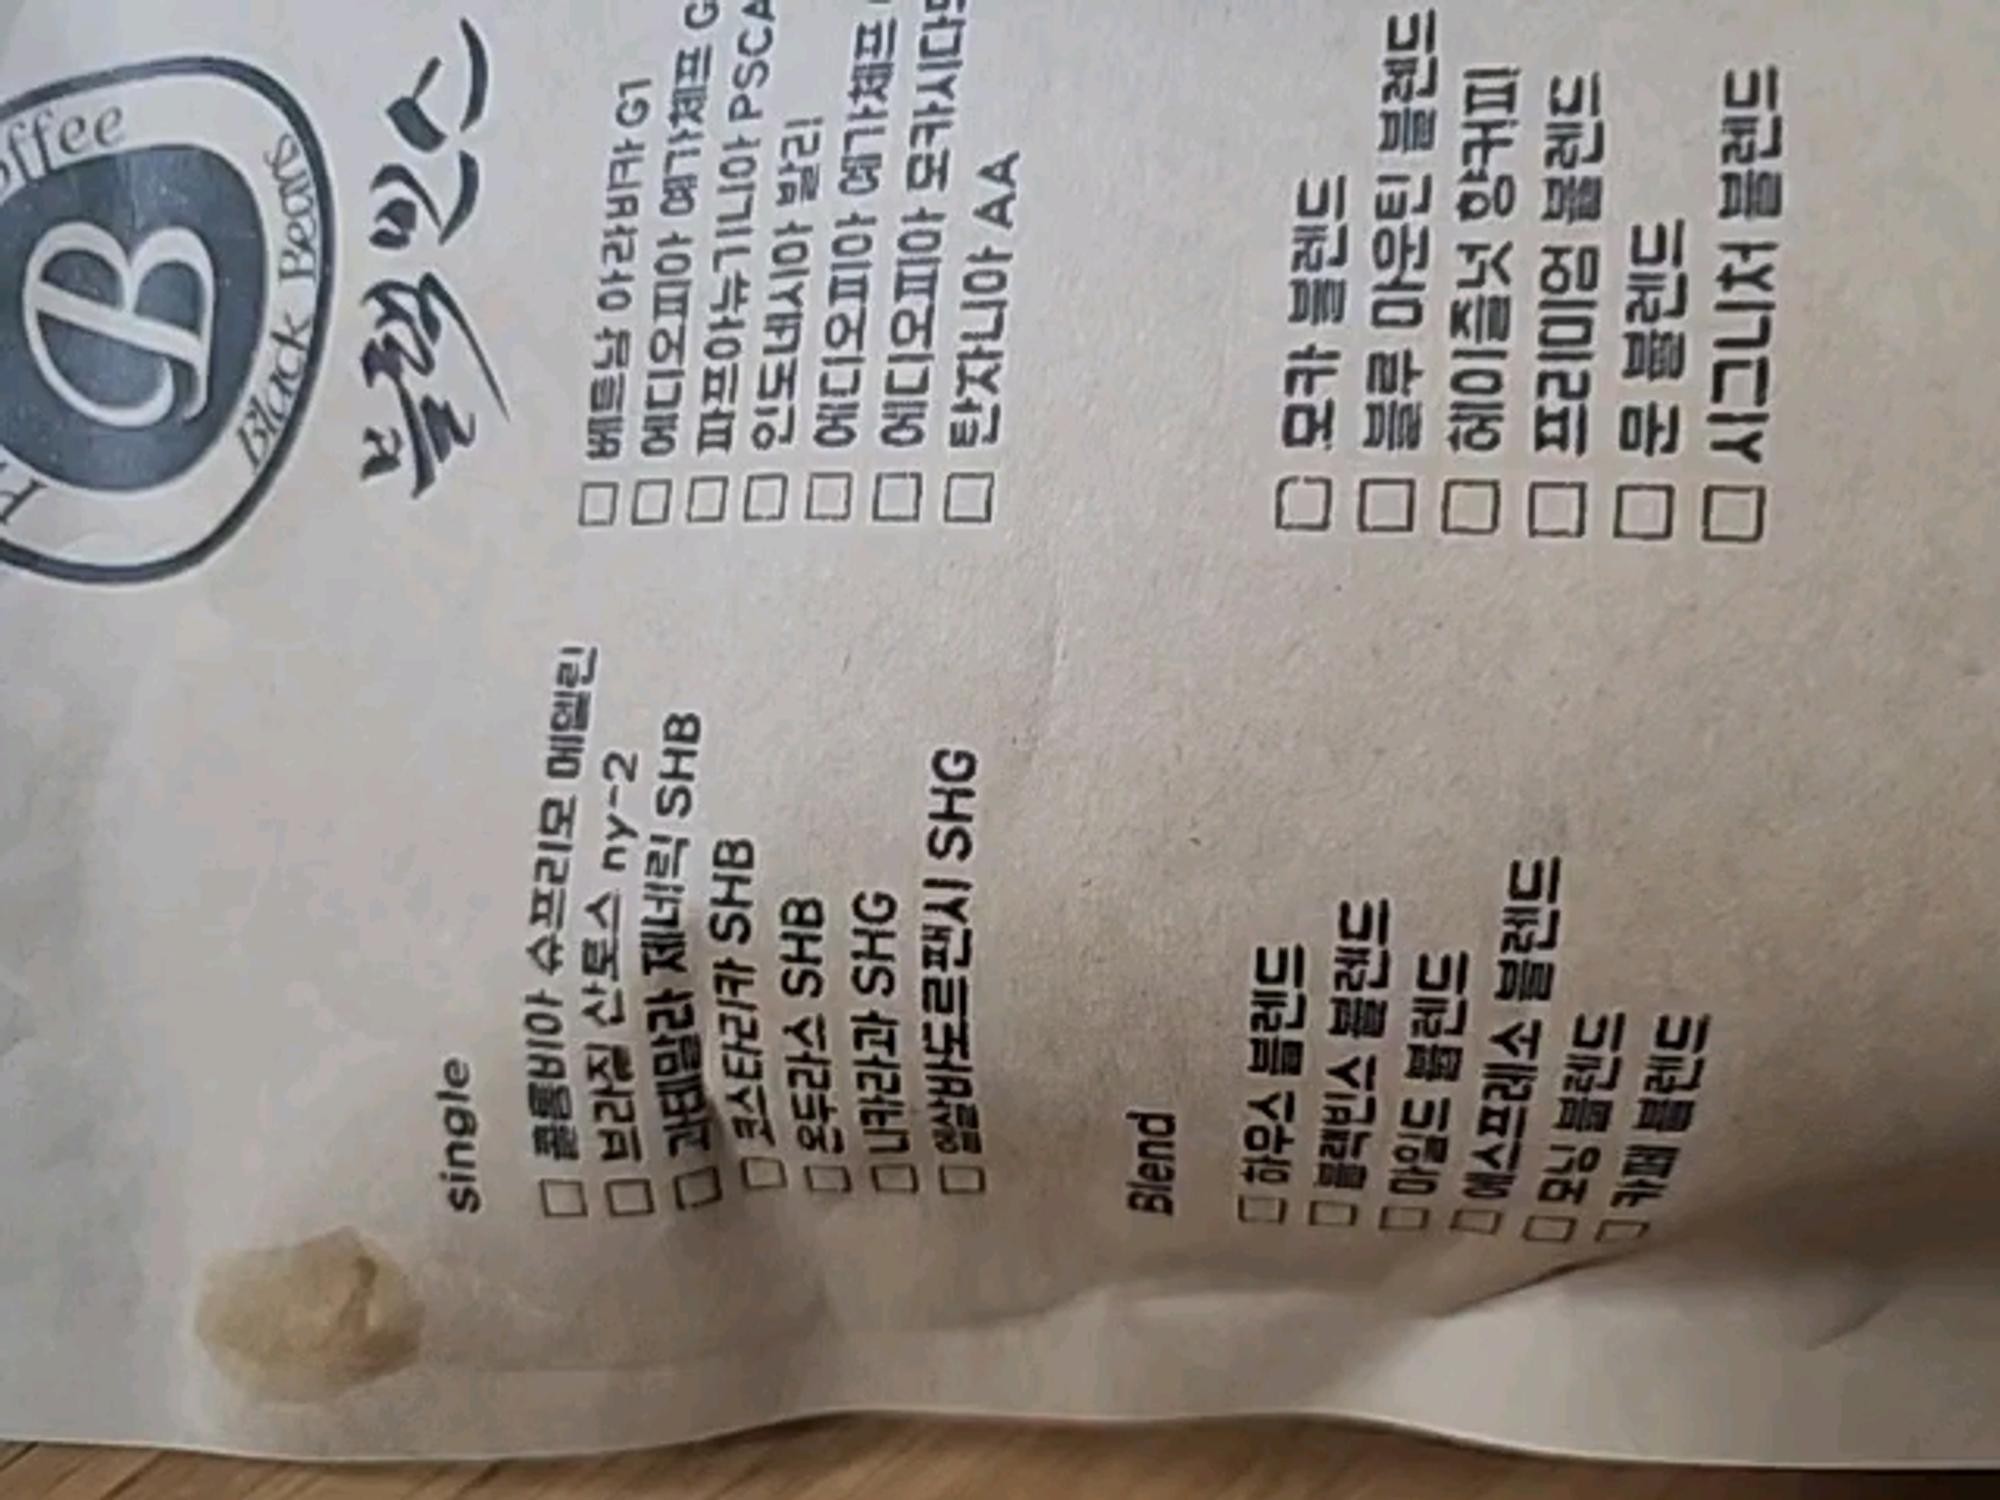 offee
B
Black Beans
블랙빈스
single
콜롬비아 슈프리모 메델린
브라질 산토스 ny-2
과테말라 제네릭 SHB
코스타리카 SHB
온두라스 SHB
니카라과 SHG
엘살바도르팬시 SHG
베트남 아라비카 G1
에디오피아 예가체프 G
파프아뉴기니아 PSCA
인도네시아 발리
에디오피아 예가체프
에디오피아 모카시다모
탄자니아 AA
Blend
하우스 블렌드
블랙빈스 블렌드
마일드 블렌드
에스프레소 블렌드
모닝 블렌드
카페 블렌드
모카 블렌드
블루 마운틴 블렌드
헤이즐넛 향커피
프리미엄 블렌드
문 블렌드
시그니처 블렌드